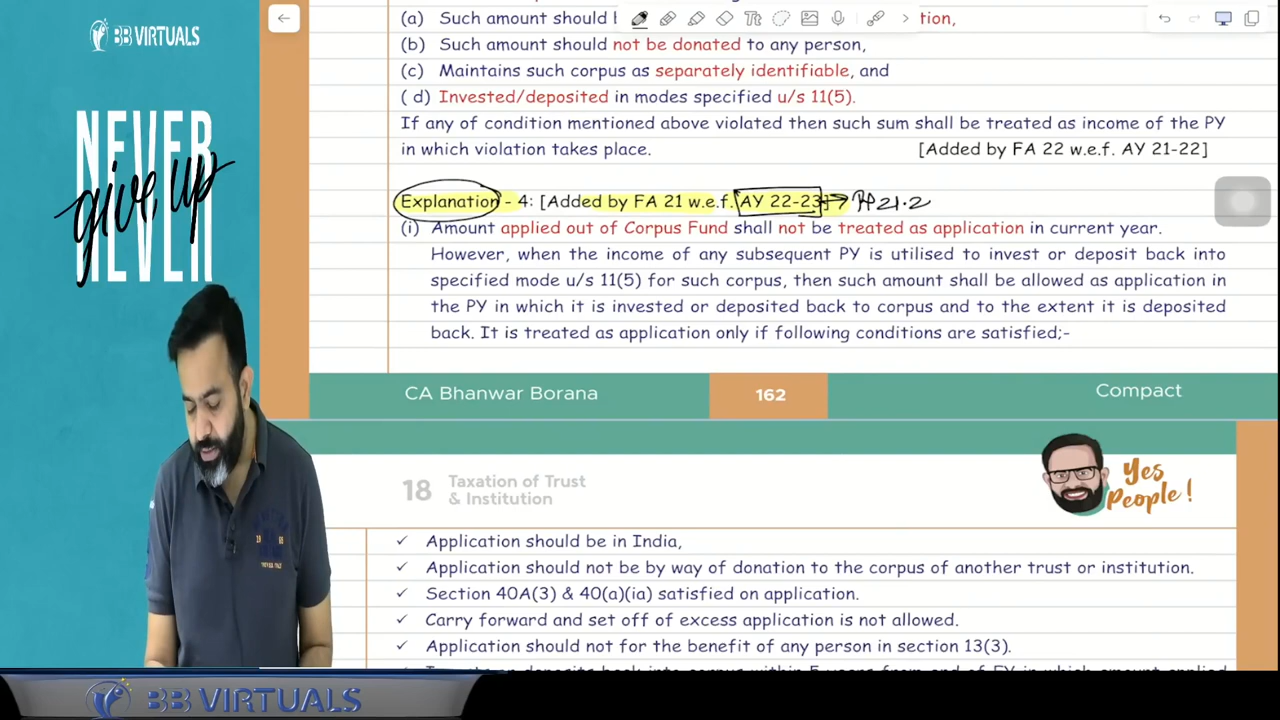 BB VIRTUALS
NEVER
give up
NEVER
(a) Such amount should
tion,
(b) Such amount should not be donated to any person,
(c) Maintains such corpus as separately identifiable, and
( d) Invested/deposited in modes specified u/s 11(5).
If any of condition mentioned above violated then such sum shall be treated as income of the PY
in which violation takes place. [Added by FA 22 w.e.f. AY 21-22]
Explanation - 4: [Added by FA 21 w.e.f. AY 22-23] → PY 21-2
(i) Amount applied out of Corpus Fund shall not be treated as application in current year.
However, when the income of any subsequent PY is utilised to invest or deposit back into
specified mode u/s 11(5) for such corpus, then such amount shall be allowed as application in
the PY in which it is invested or deposited back to corpus and to the extent it is deposited
back. It is treated as application only if following conditions are satisfied;-
CA Bhanwar Borana 162 Compact
18 Taxation of Trust
& Institution
Yes
People !
✓ Application should be in India,
✓ Application should not be by way of donation to the corpus of another trust or institution.
✓ Section 40A(3) & 40(a)(ia) satisfied on application.
✓ Carry forward and set off of excess application is not allowed.
✓ Application should not for the benefit of any person in section 13(3).
BB VIRTUALS